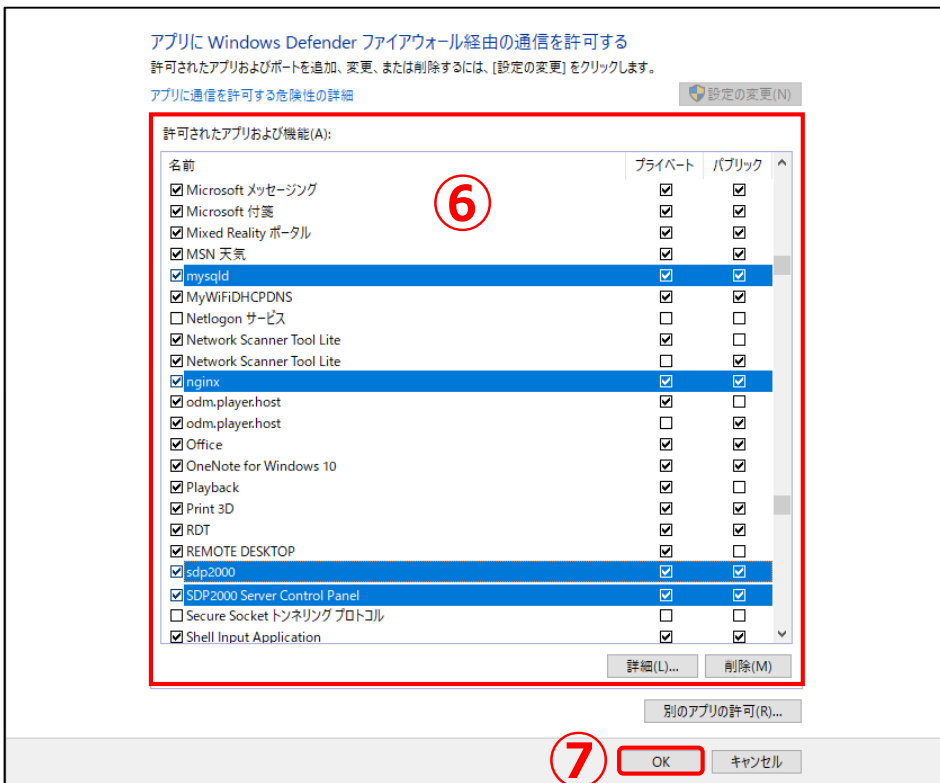 アプリに Windows Defender ファイアウォール経由の通信を許可する
許可されたアプリおよびポートを追加、変更、または削除するには、[設定の変更] をクリックします。
アプリに通信を許可する危険性の詳細
設定の変更(N)
許可されたアプリおよび機能(A):
名前 プライベート パブリック
Microsoft メッセージング
⑥
Microsoft 付箋
Mixed Reality ポータル
MSN 天気
mysqld
MyWiFiDHCPDNS
Netlogon サービス
Network Scanner Tool Lite
Network Scanner Tool Lite
nginx
odm.player.host
odm.player.host
Office
OneNote for Windows 10
Playback
Print 3D
RDT
REMOTE DESKTOP
sdp2000
SDP2000 Server Control Panel
Secure Socket トンネリング プロトコル
Shell Input Application
詳細(L)... 削除(M)
別のアプリの許可(R)...
⑦ OK キャンセル